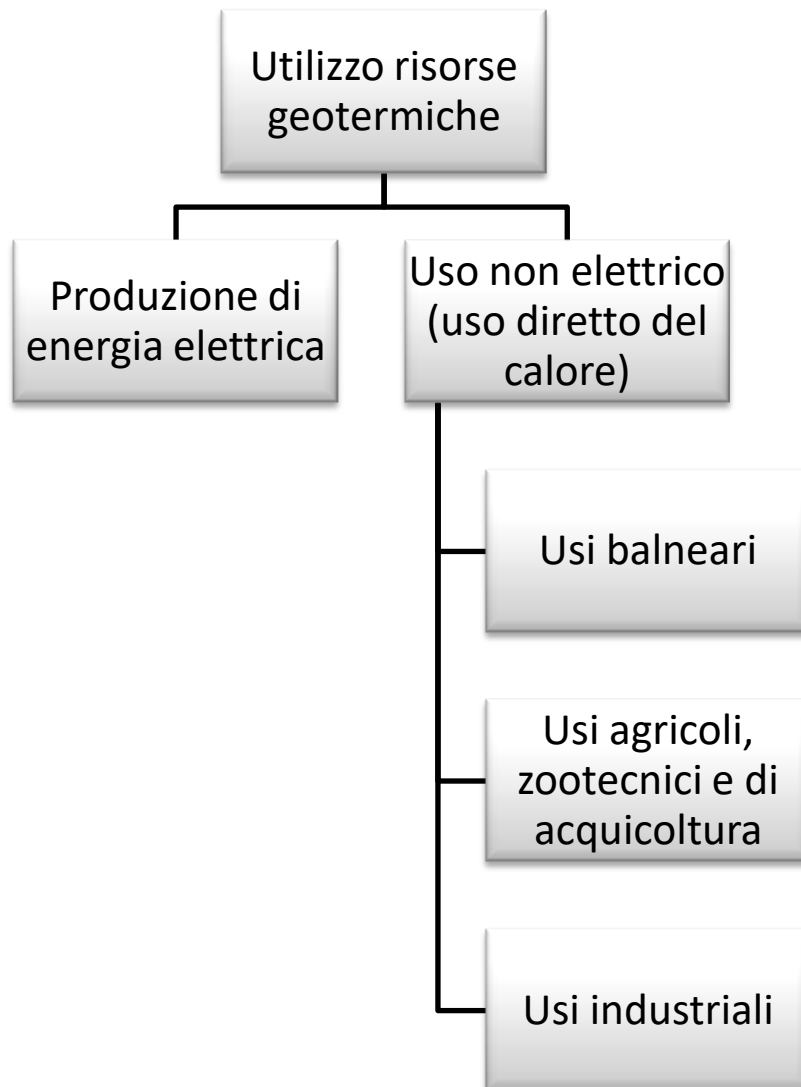 Utilizzo risorse
geotermiche
Produzione di
energia elettrica
Uso non elettrico
(uso diretto del
calore)
Usi balneari
Usi agricoli,
zootecnici e di
acquicoltura
Usi industriali